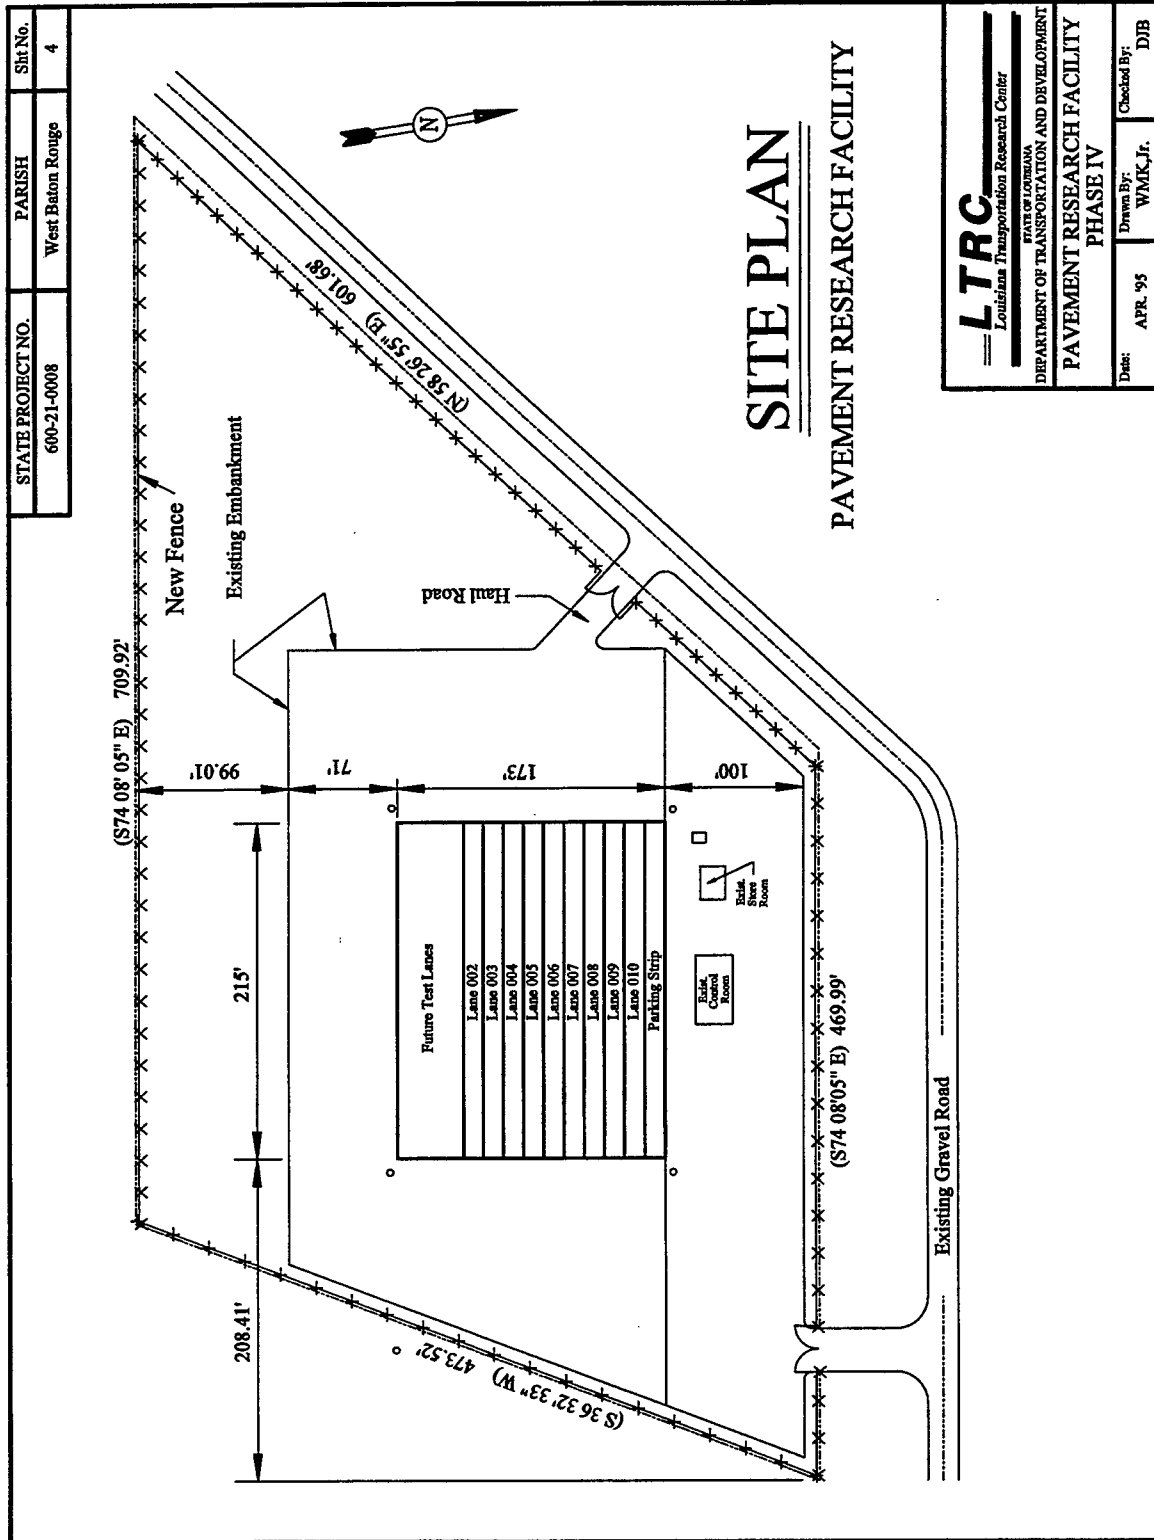 STATE PROJECT NO.
PARISH
Sht No.
600-21-0008
West Baton Rouge
4
(S74 08' 05" E) 709.92'
New Fence
Existing Embankment
(N 58 26' 55" E) 601.68'
Haul Road
N
208.41'
215'
99.01'
71'
173'
100'
Future Test Lanes
Lane 002
Lane 003
Lane 004
Lane 005
Lane 006
Lane 007
Lane 008
Lane 009
Lane 010
Parking Strip
Exist.
Control
Room
Exist.
Store
Room
(S 36 32' 33" W) 473.52'
(S74 08'05" E) 469.99'
Existing Gravel Road
SITE PLAN
PAVEMENT RESEARCH FACILITY
LTRC
Louisiana Transportation Research Center
STATE OF LOUISIANA
DEPARTMENT OF TRANSPORTATION AND DEVELOPMENT
PAVEMENT RESEARCH FACILITY
PHASE IV
Date:
APR. '95
Drawn By:
WMK,Jr.
Checked By:
DJB